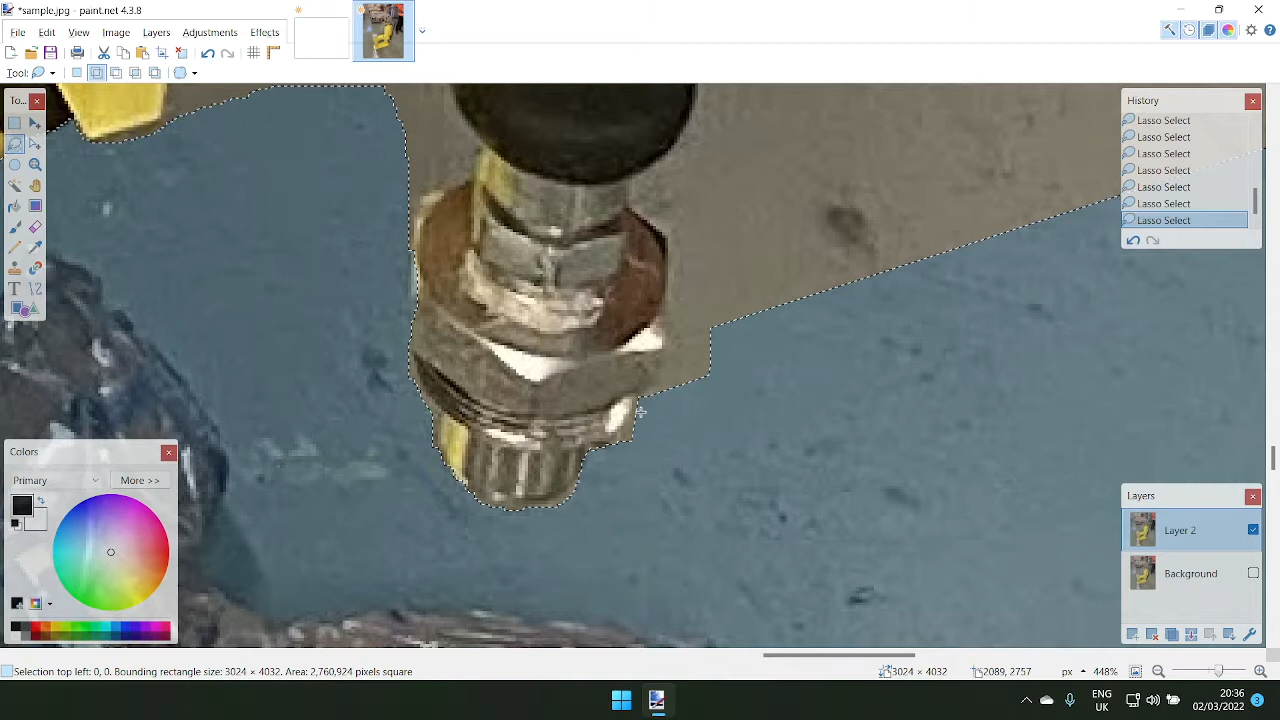 *sample.jpg - paint.net 4.3.8
File Edit View Image Layers Adjustments Effects
Tool:
To...
History
Lasso Select
Lasso Select
Lasso Select
Lasso Select
Lasso Select
Lasso Select
Lasso Select
Colors
Primary
More >>
Layers
Layer 2
Background
Selection top left: 0, 0. Bounding rectangle size: 3024 × 4032. Area: 2,760,924 pixels square
3024 × 4032
2089, 2757
px
448%
ENG
UK
20:36
02/03/2022
3